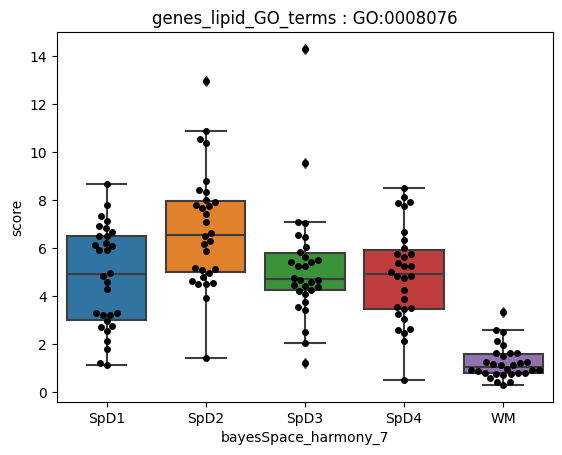 genes_lipid_GO_terms : GO:0008076
14
12
10
8
6
4
2
0
score
SpD1 SpD2 SpD3 SpD4 WM
bayesSpace_harmony_7